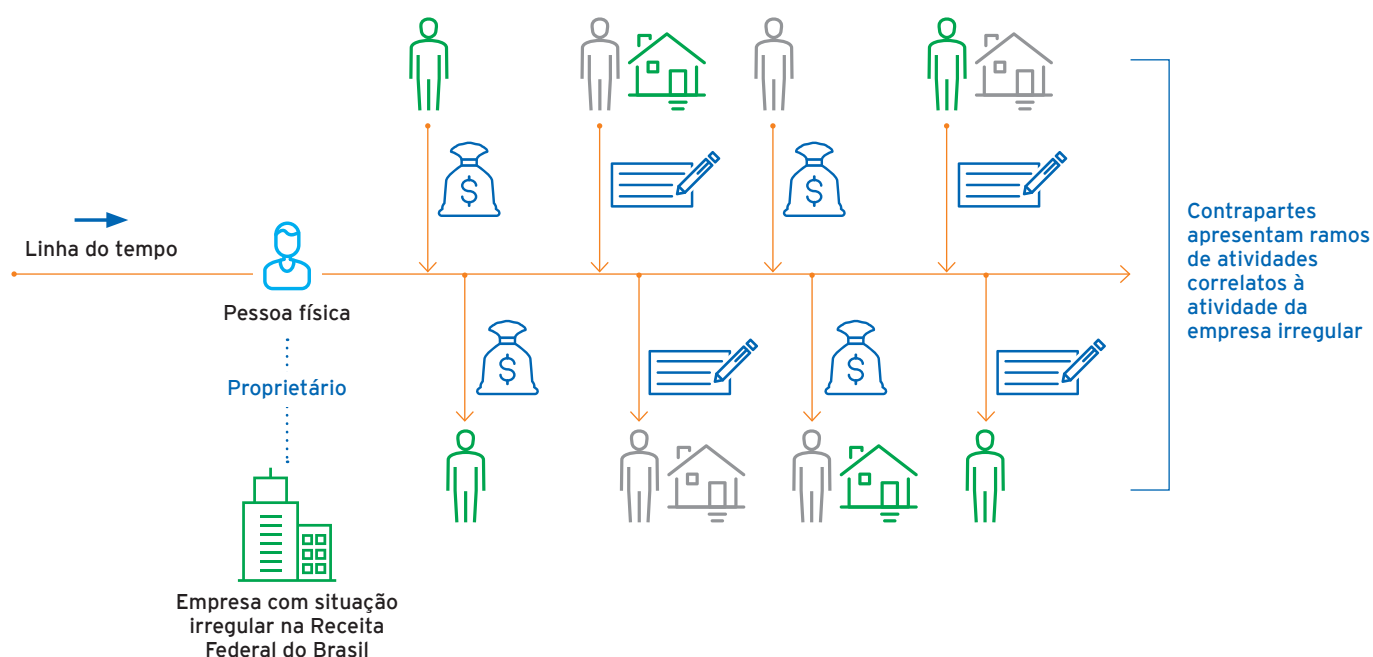 Linha do tempo
Pessoa física
Proprietário
Empresa com situação
irregular na Receita
Federal do Brasil
$
$
$
$
Contrapartes
apresentam ramos
de atividades
correlatos à
atividade da
empresa irregular